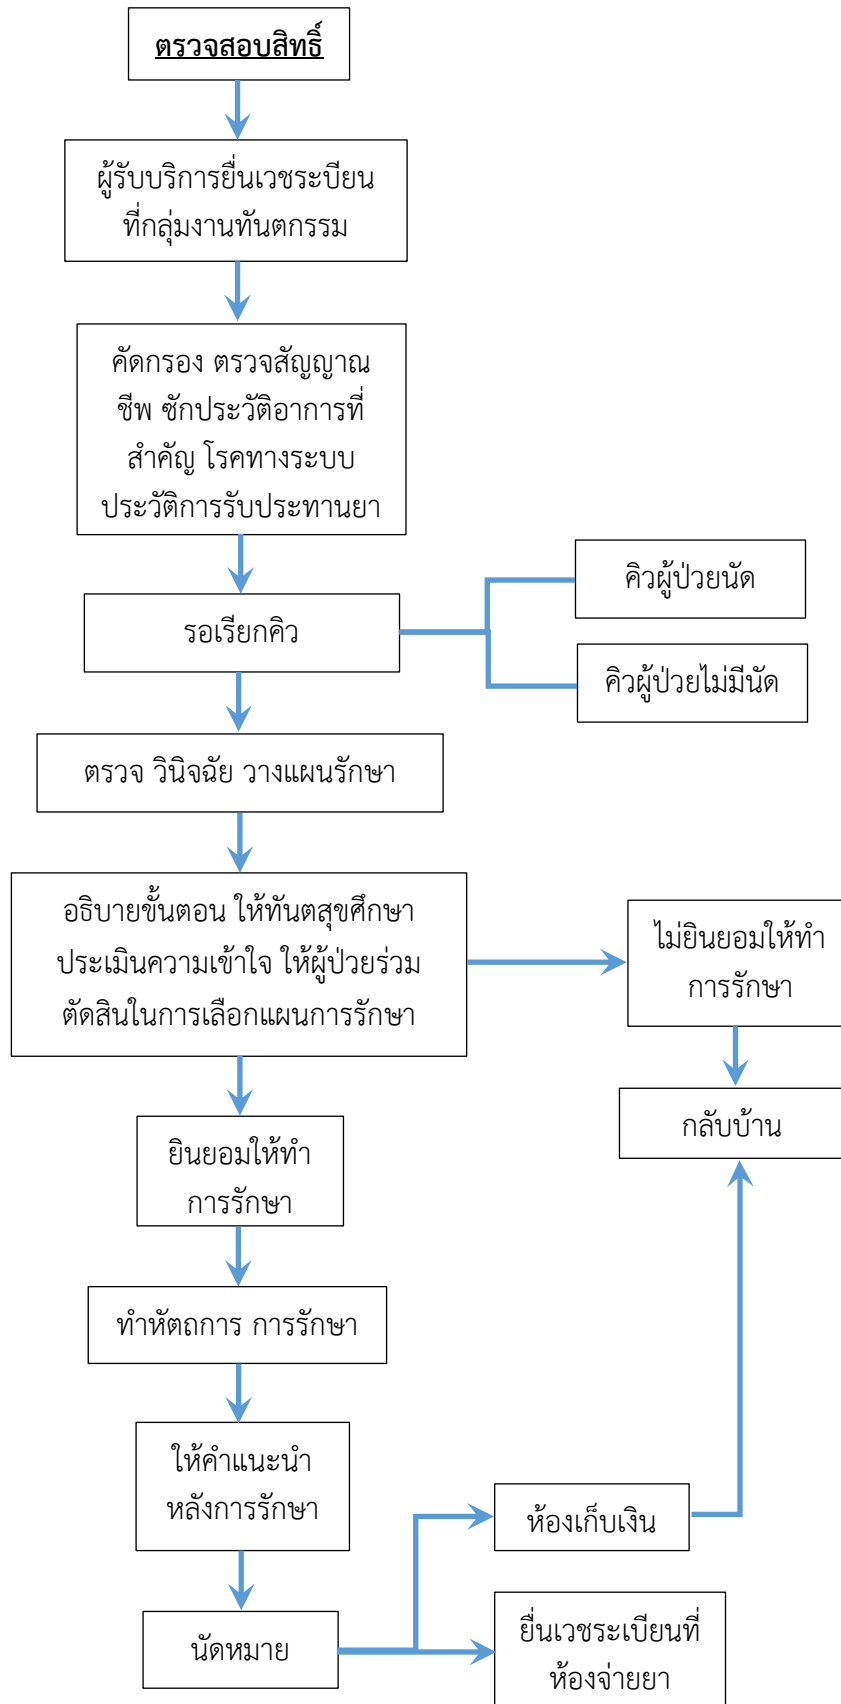 ตรวจสอบสิทธิ์
ผู้รับบริการยื่นเวชระบียน
ที่กลุ่มงานทันตกรรม
คัดกรอง ตรวจสัญญาณ
ชีพ ซักประวัติอาการที่
สำคัญ โรคทางระบบ
ประวัติการรับประทานยา
รอเรียกคิว
คิวผู้ป่วยนัด
คิวผู้ป่วยไม่มีนัด
ตรวจ วินิจฉัย วางแผนรักษา
อธิบายขั้นตอน ให้ทันตสุขศึกษา
ประเมินความเข้าใจ ให้ผู้ป่วยร่วม
ตัดสินในการเลือกแผนการรักษา
ไม่ยินยอมให้ทำ
การรักษา
กลับบ้าน
ยินยอมให้ทำ
การรักษา
ทำหัตถการ การรักษา
ให้คำแนะนำ
หลังการรักษา
ห้องเก็บเงิน
นัดหมาย
ยื่นเวชระเบียนที่
ห้องจ่ายยา